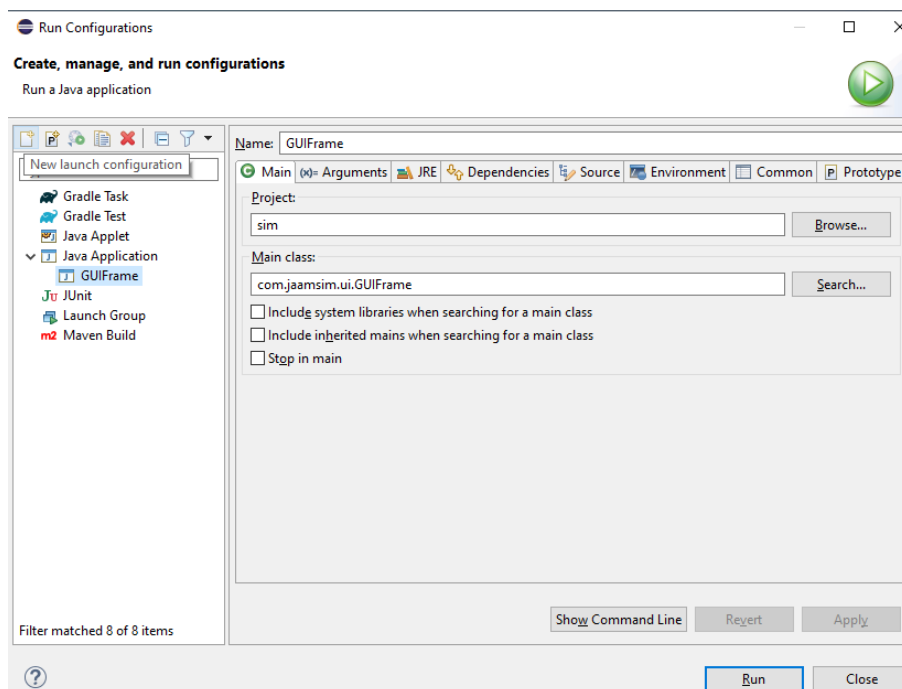 Run Configurations
Create, manage, and run configurations
Run a Java application
New launch configuration
Gradle Task
Gradle Test
Java Applet
Java Application
GUIFrame
JUnit
Launch Group
Maven Build
Filter matched 8 of 8 items
Name: GUIFrame
Main (x)= Arguments JRE Dependencies Source Environment Common Prototype
Project:
sim Browse...
Main class:
com.jaamsim.ui.GUIFrame Search...
Include system libraries when searching for a main class
Include inherited mains when searching for a main class
Stop in main
Show Command Line Revert Apply
Run Close